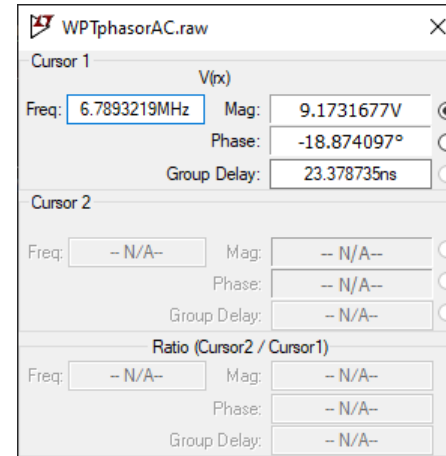 WPTphasorAC.raw
Cursor 1
V(rx)
Freq: 6.7893219MHz Mag: 9.1731677V
Phase: -18.874097°
Group Delay: 23.378735ns
Cursor 2
Freq: -- N/A-- Mag: -- N/A--
Phase: -- N/A--
Group Delay: -- N/A--
Ratio (Cursor2 / Cursor1)
Freq: -- N/A-- Mag: -- N/A--
Phase: -- N/A--
Group Delay: -- N/A--